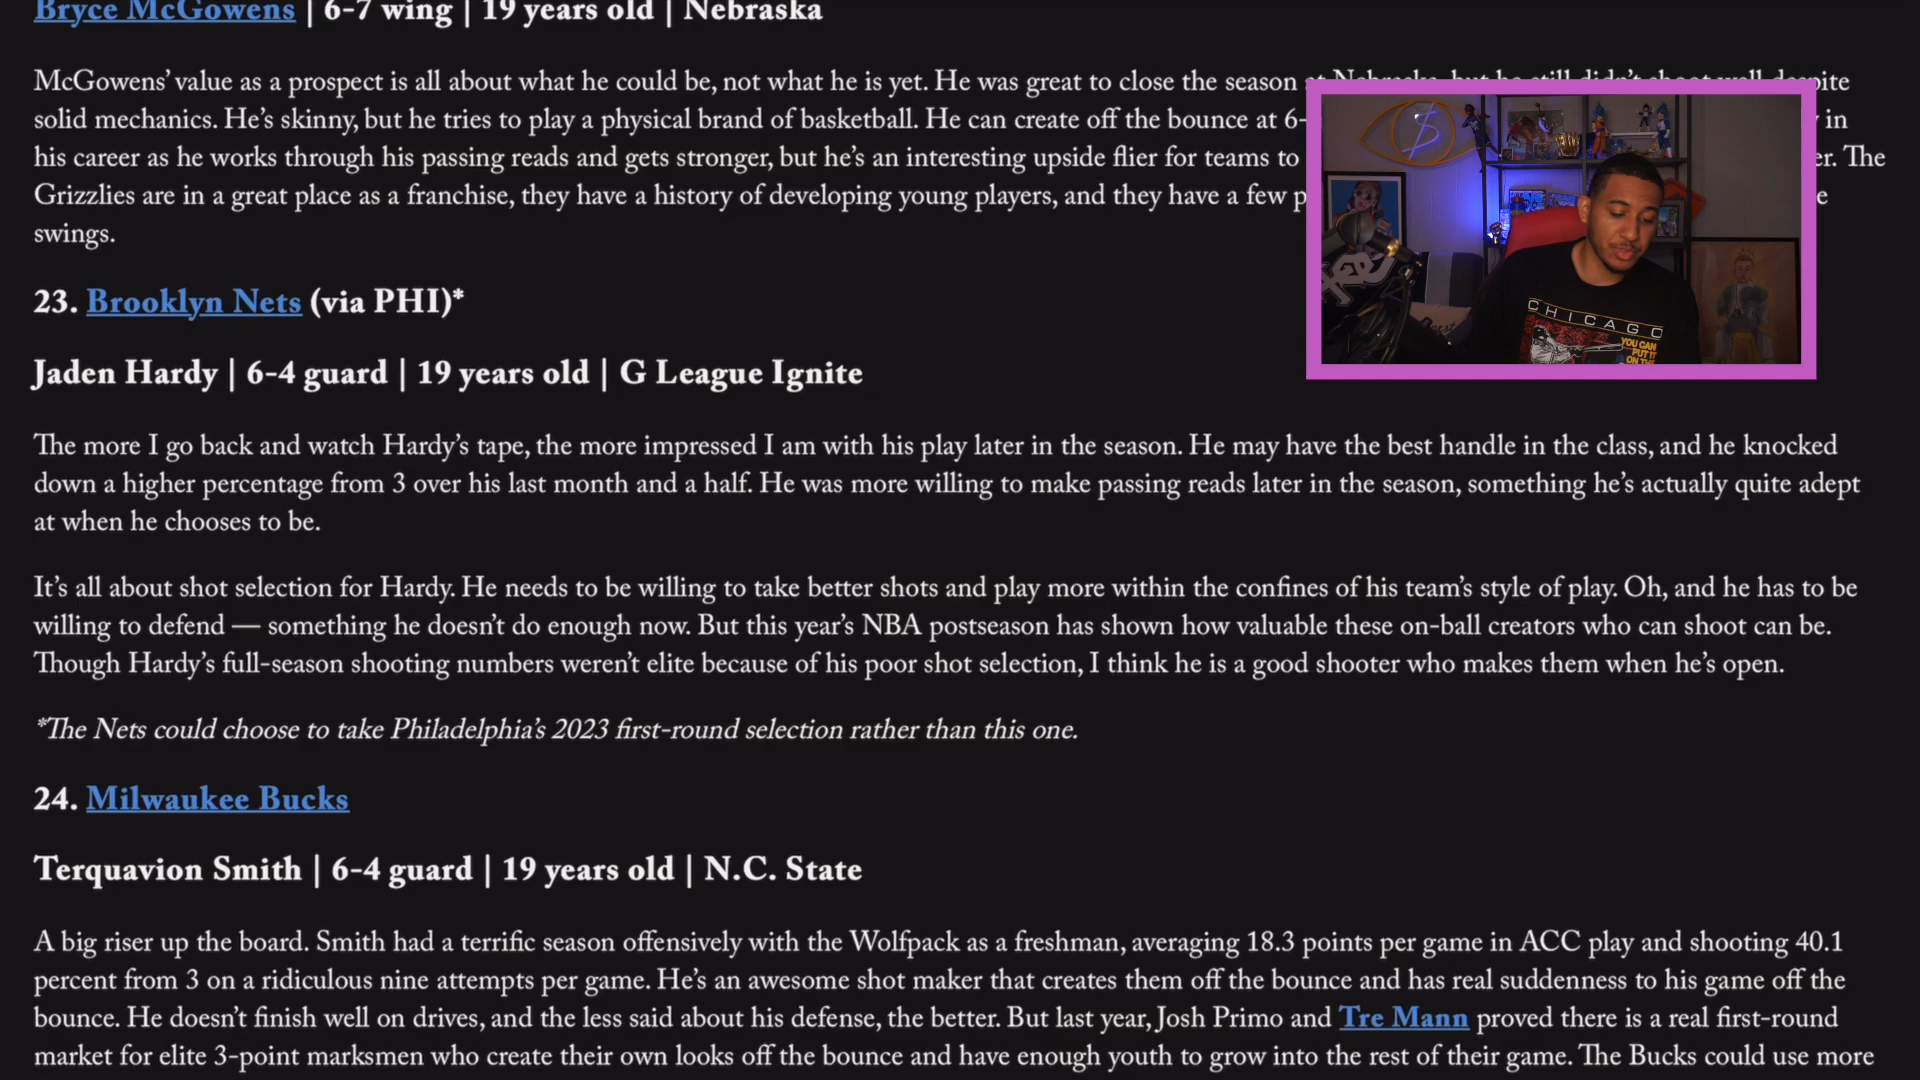 Bryce McGowens | 6-7 wing | 19 years old | Nebraska
McGowens’ value as a prospect is all about what he could be, not what he is yet. He was great to close the season at Nebraska, but he still didn’t shoot well despite
solid mechanics. He’s skinny, but he tries to play a physical brand of basketball. He can create off the bounce at 6- in
his career as he works through his passing reads and gets stronger, but he’s an interesting upside flier for teams to The
Grizzlies are in a great place as a franchise, they have a history of developing young players, and they have a few
swings.
CHICAGO
YOU CAN
PUT IT
ON THE
23. Brooklyn Nets (via PHI)*
Jaden Hardy | 6-4 guard | 19 years old | G League Ignite
The more I go back and watch Hardy’s tape, the more impressed I am with his play later in the season. He may have the best handle in the class, and he knocked
down a higher percentage from 3 over his last month and a half. He was more willing to make passing reads later in the season, something he’s actually quite adept
at when he chooses to be.
It’s all about shot selection for Hardy. He needs to be willing to take better shots and play more within the confines of his team’s style of play. Oh, and he has to be
willing to defend — something he doesn’t do enough now. But this year’s NBA postseason has shown how valuable these on-ball creators who can shoot can be.
Though Hardy’s full-season shooting numbers weren’t elite because of his poor shot selection, I think he is a good shooter who makes them when he’s open.
*The Nets could choose to take Philadelphia’s 2023 first-round selection rather than this one.
24. Milwaukee Bucks
Terquavion Smith | 6-4 guard | 19 years old | N.C. State
A big riser up the board. Smith had a terrific season offensively with the Wolfpack as a freshman, averaging 18.3 points per game in ACC play and shooting 40.1
percent from 3 on a ridiculous nine attempts per game. He’s an awesome shot maker that creates them off the bounce and has real suddenness to his game off the
bounce. He doesn’t finish well on drives, and the less said about his defense, the better. But last year, Josh Primo and Tre Mann proved there is a real first-round
market for elite 3-point marksmen who create their own looks off the bounce and have enough youth to grow into the rest of their game. The Bucks could use more